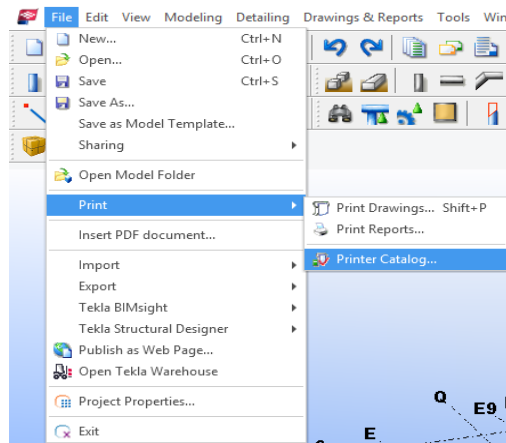 File Edit View Modeling Detailing Drawings & Reports Tools
New... Ctrl+N
Open... Ctrl+O
Save Ctrl+S
Save As...
Save as Model Template...
Sharing
Open Model Folder
Print
Print Drawings... Shift+P
Insert PDF document...
Print Reports...
Import
Printer Catalog...
Export
Tekla BIMsight
Tekla Structural Designer
Publish as Web Page...
Open Tekla Warehouse
Project Properties...
Exit
Q
E9
E